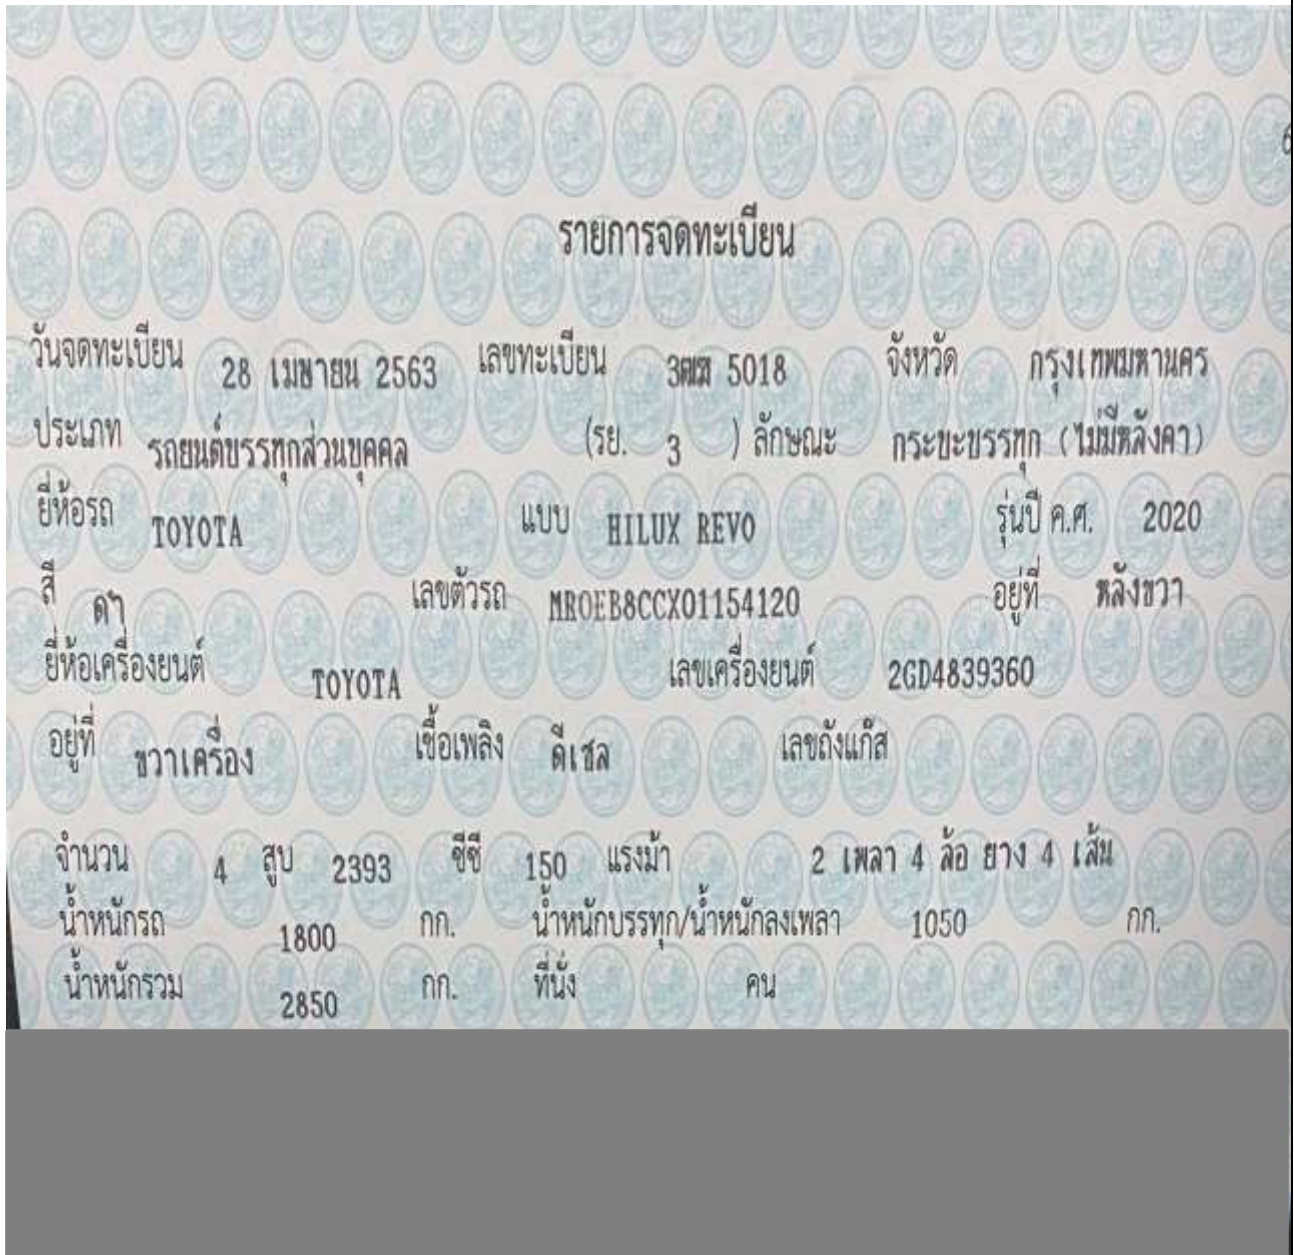 6
รายการจดทะเบียน
วันจดทะเบียน 28 เมษายน 2563 เลขทะเบียน 3ฒฒ 5018 จังหวัด กรุงเทพมหานคร
ประเภท รถยนต์บรรทุกส่วนบุคคล (รย. 3 ) ลักษณะ กระบะบรรทุก (ไม่มีหลังคา)
ยี่ห้อรถ TOYOTA แบบ HILUX REVO รุ่นปี ค.ศ. 2020
สี ดำ เลขตัวรถ MR0EB8CCX01154120 อยู่ที่ หลังขวา
ยี่ห้อเครื่องยนต์ TOYOTA เลขเครื่องยนต์ 2GD4839360
อยู่ที่ ขวาเครื่อง เชื้อเพลิง ดีเซล เลขถังแก๊ส
จำนวน 4 สูบ 2393 ซีซี 150 แรงม้า 2 เพลา 4 ล้อ ยาง 4 เส้น
น้ำหนักรถ 1800 กก. น้ำหนักบรรทุก/น้ำหนักลงเพลา 1050 กก.
น้ำหนักรวม 2850 กก. ที่นั่ง คน